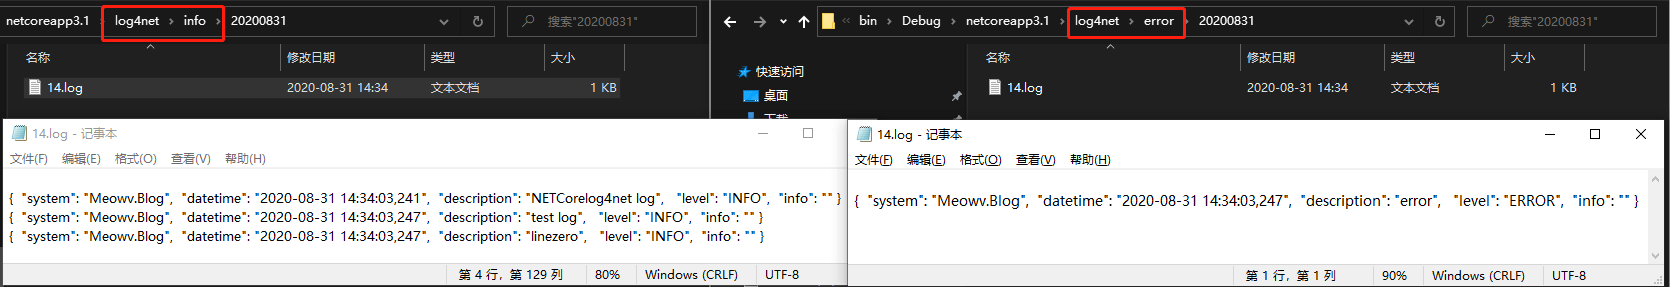 netcoreapp3.1 › log4net › info › 20200831
搜索"20200831"
名称 修改日期 类型 大小
14.log 2020-08-31 14:34 文本文档 1 KB
14.log - 记事本
文件(F) 编辑(E) 格式(O) 查看(V) 帮助(H)
{ "system": "Meowv.Blog", "datetime": "2020-08-31 14:34:03,241", "description": "NETCorelog4net log", "level": "INFO", "info": "" }
{ "system": "Meowv.Blog", "datetime": "2020-08-31 14:34:03,247", "description": "test log", "level": "INFO", "info": "" }
{ "system": "Meowv.Blog", "datetime": "2020-08-31 14:34:03,247", "description": "linezero", "level": "INFO", "info": "" }
第 4 行，第 129 列 80% Windows (CRLF) UTF-8
« bin › Debug › netcoreapp3.1 › log4net › error › 20200831
搜索"20200831"
快速访问
桌面
下载
名称 修改日期 类型 大小
14.log 2020-08-31 14:34 文本文档 1 KB
14.log - 记事本
文件(F) 编辑(E) 格式(O) 查看(V) 帮助(H)
{ "system": "Meowv.Blog", "datetime": "2020-08-31 14:34:03,247", "description": "error", "level": "ERROR", "info": "" }
第 1 行，第 1 列 90% Windows (CRLF) UTF-8